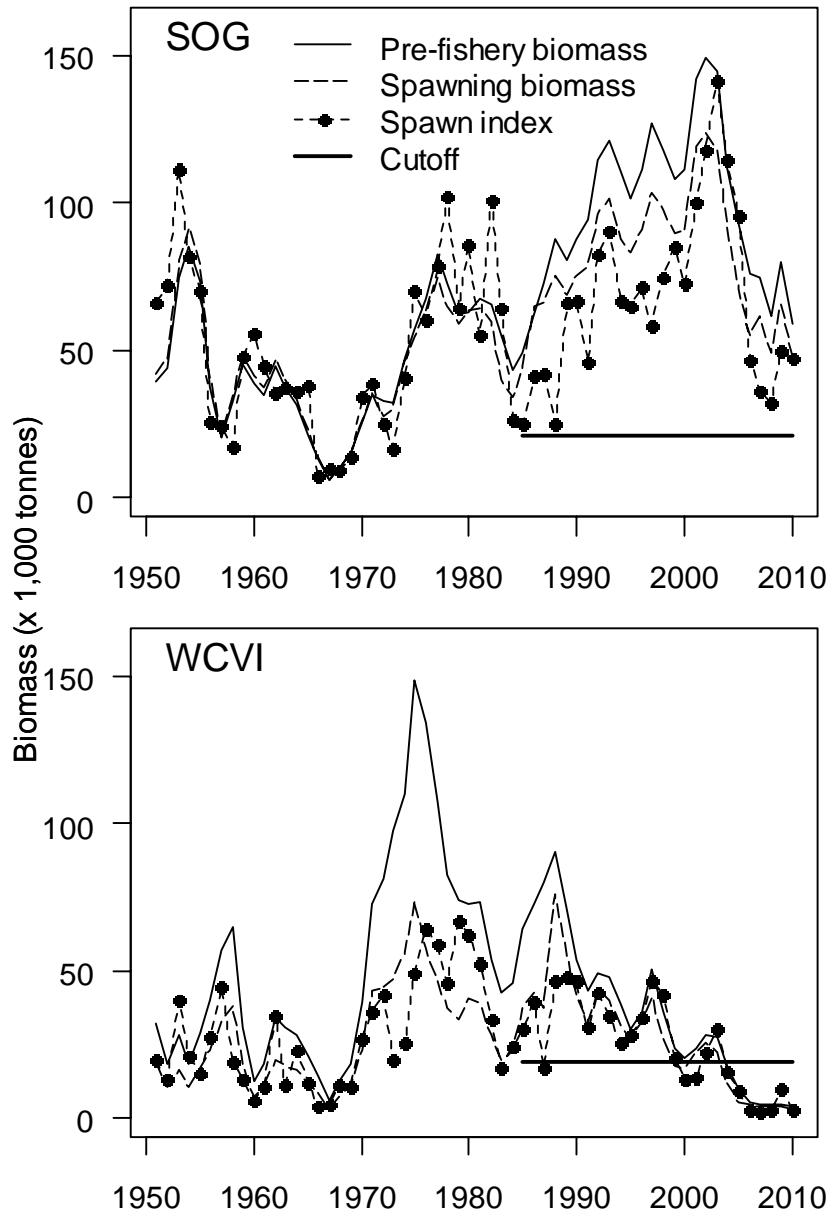 SOG
Pre-fishery biomass
Spawning biomass
Spawn index
Cutoff
150
100
50
0
1950 1960 1970 1980 1990 2000 2010
Biomass (x 1,000 tonnes)
WCVI
150
100
50
0
1950 1960 1970 1980 1990 2000 2010